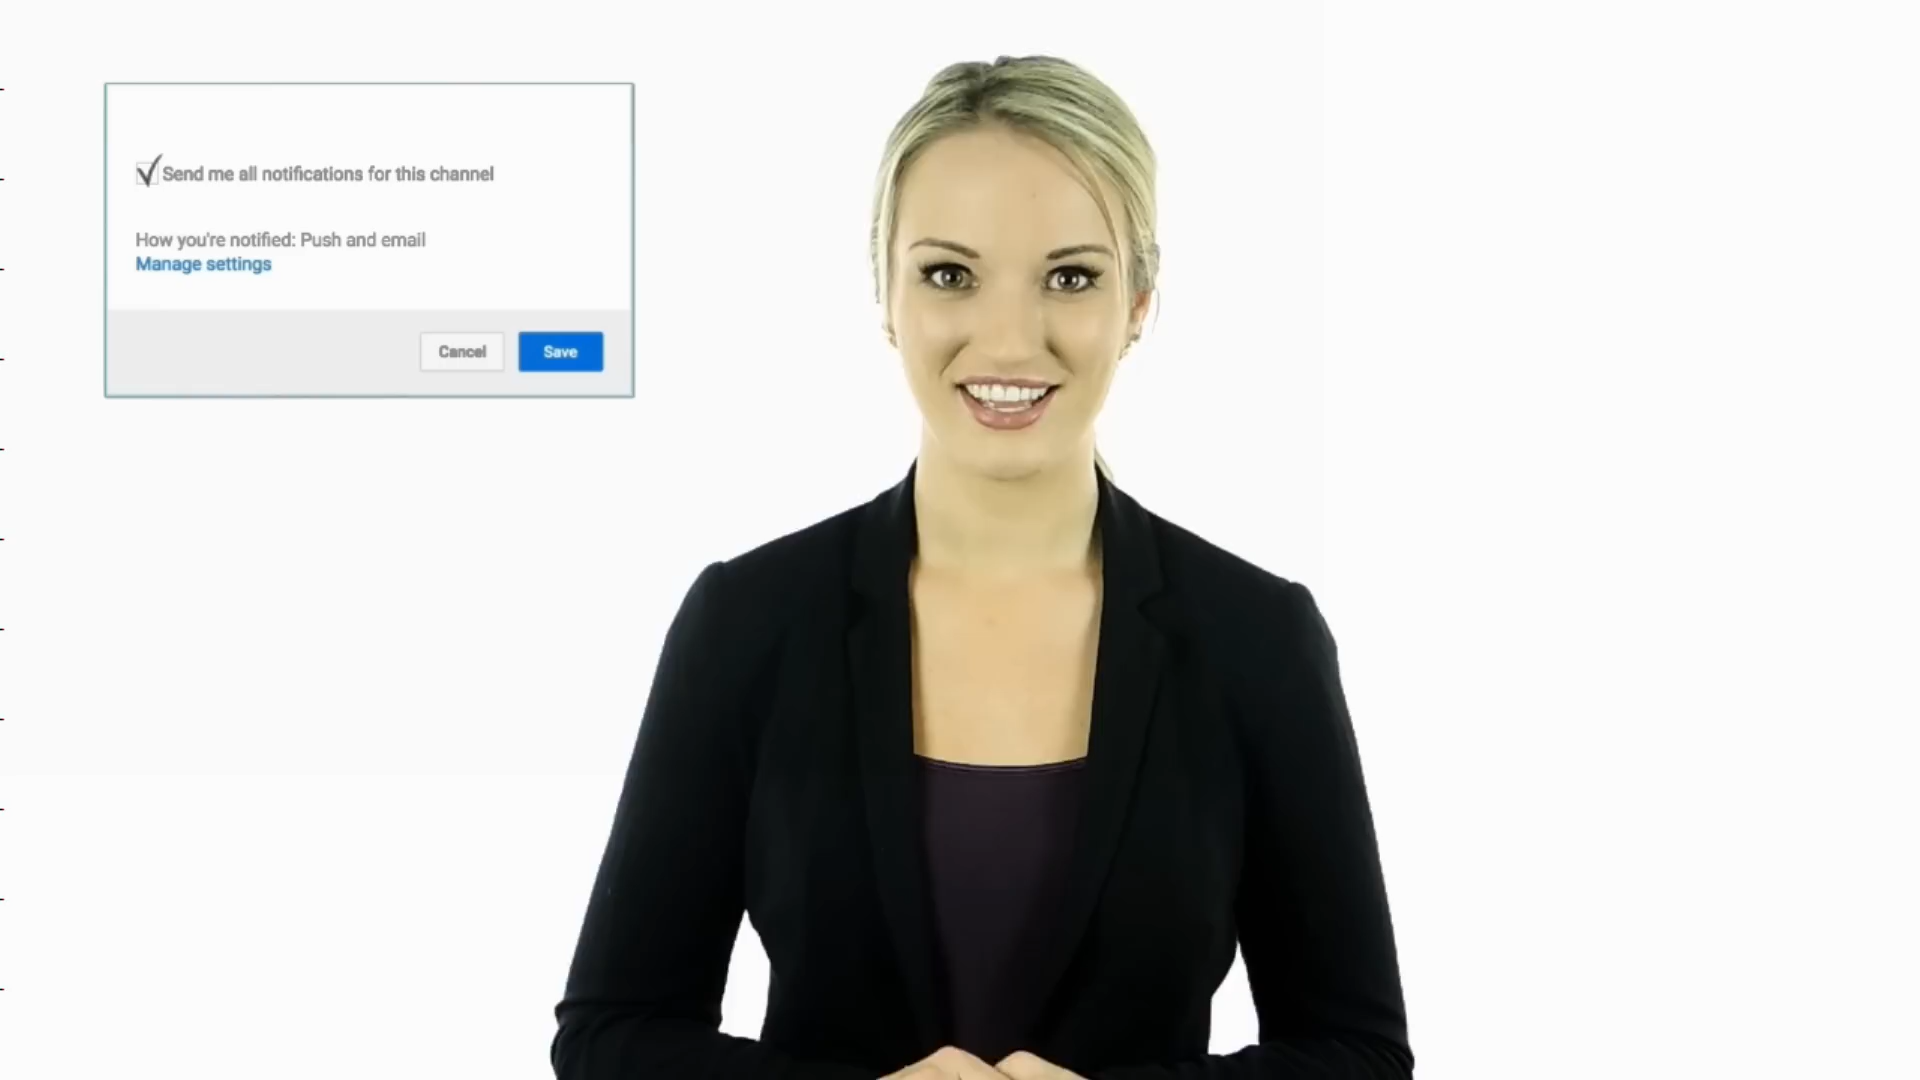 Send me all notifications for this channel
How you're notified: Push and email
Manage settings
Cancel
Save